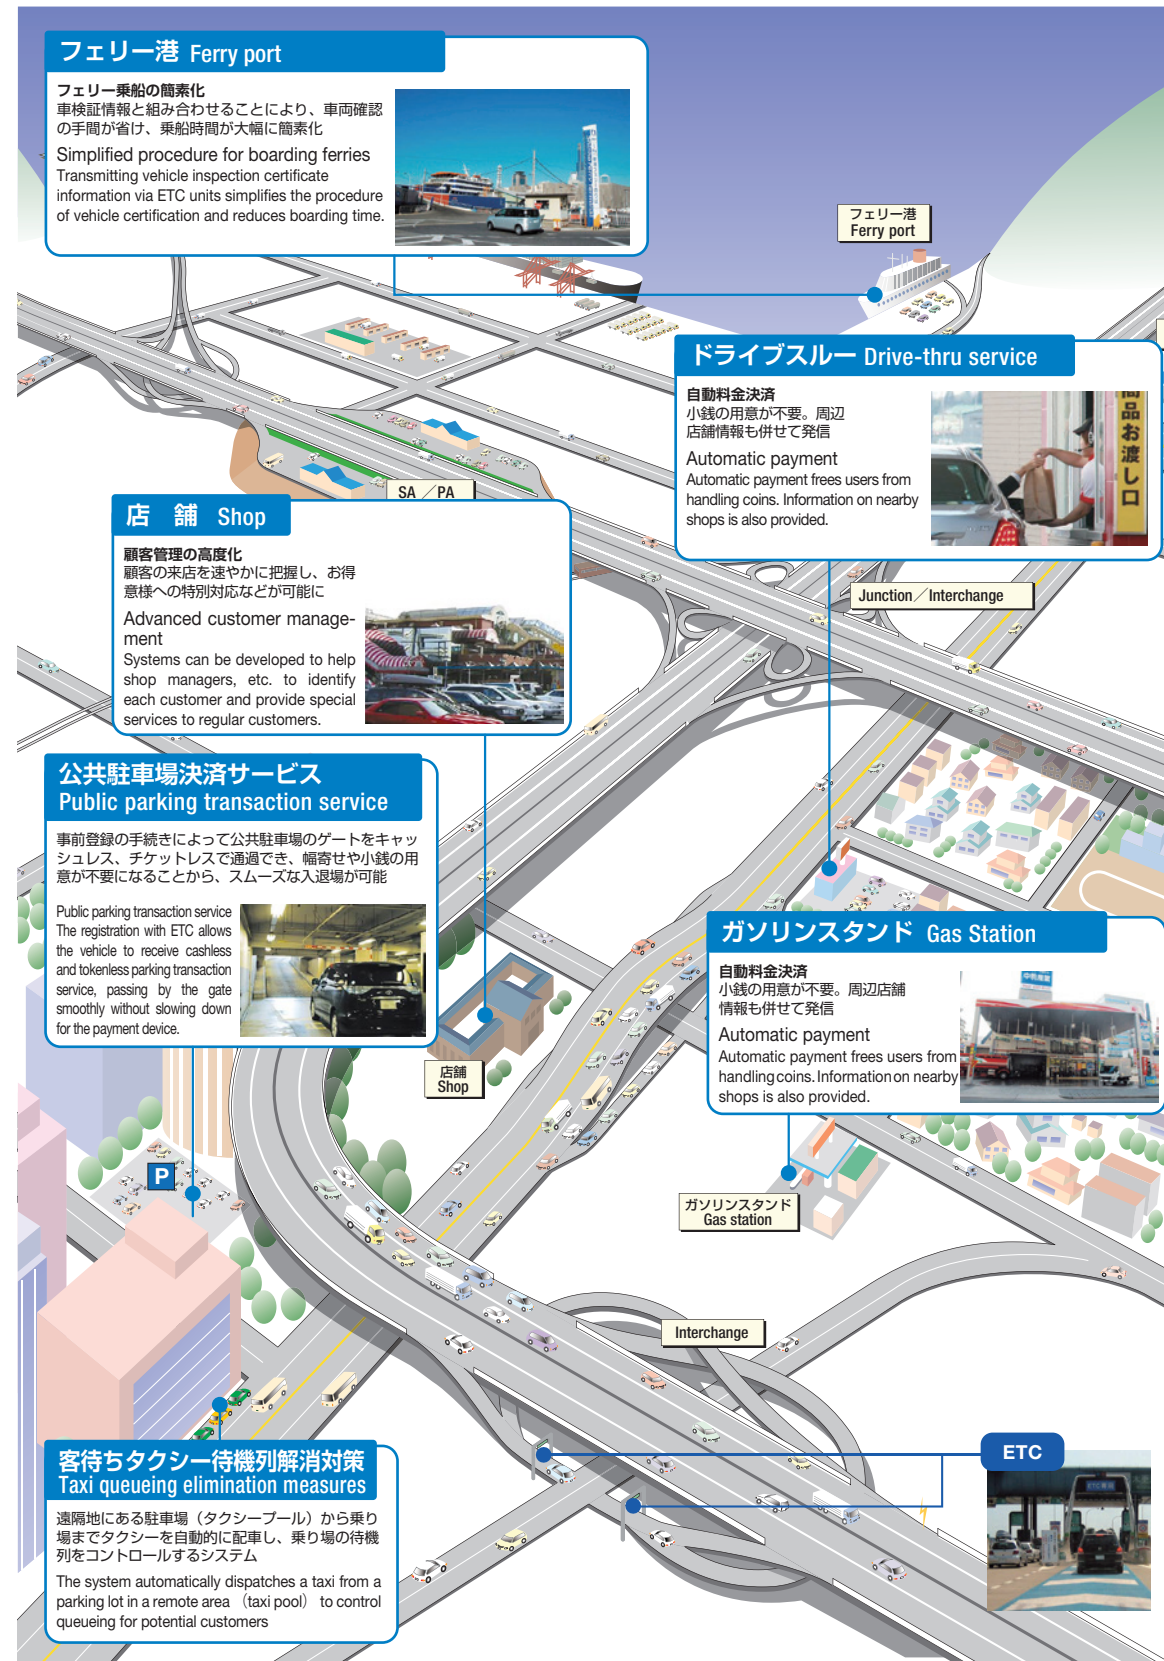 フェリー港 Ferry port
フェリー乗船の簡素化
車検証情報と組み合わせることにより、車両確認
の手間が省け、乗船時間が大幅に簡素化
Simplified procedure for boarding ferries
Transmitting vehicle inspection certificate
information via ETC units simplifies the procedure
of vehicle certification and reduces boarding time.
フェリー港
Ferry port
ドライブスルー Drive-thru service
自動料金決済
小銭の用意が不要。周辺
店舗情報も併せて発信
Automatic payment
Automatic payment frees users from
handling coins. Information on nearby
shops is also provided.
商品お渡し口
SA／PA
店 舗 Shop
顧客管理の高度化
顧客の来店を速やかに把握し、お得
意様への特別対応などが可能に
Advanced customer manage-
ment
Systems can be developed to help
shop managers, etc. to identify
each customer and provide special
services to regular customers.
Junction／Interchange
公共駐車場決済サービス
Public parking transaction service
事前登録の手続きによって公共駐車場のゲートをキャッ
シュレス、チケットレスで通過でき、幅寄せや小銭の用
意が不要になることから、スムーズな入退場が可能
Public parking transaction service
The registration with ETC allows
the vehicle to receive cashless
and tokenless parking transaction
service, passing by the gate
smoothly without slowing down
for the payment device.
ガソリンスタンド Gas Station
自動料金決済
小銭の用意が不要。周辺店舗
情報も併せて発信
Automatic payment
Automatic payment frees users from
handling coins. Information on nearby
shops is also provided.
店舗
Shop
P
ガソリンスタンド
Gas station
Interchange
客待ちタクシー待機列解消対策
Taxi queueing elimination measures
遠隔地にある駐車場（タクシープール）から乗り
場までタクシーを自動的に配車し、乗り場の待機
列をコントロールするシステム
The system automatically dispatches a taxi from a
parking lot in a remote area （taxi pool） to control
queueing for potential customers
ETC